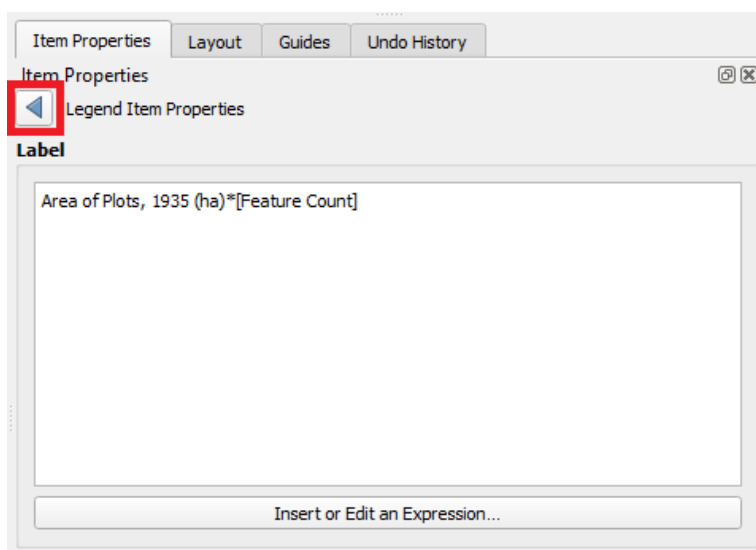 Item Properties Layout Guides Undo History
Item Properties
Legend Item Properties
Label
Area of Plots, 1935 (ha)*[Feature Count]
Insert or Edit an Expression...